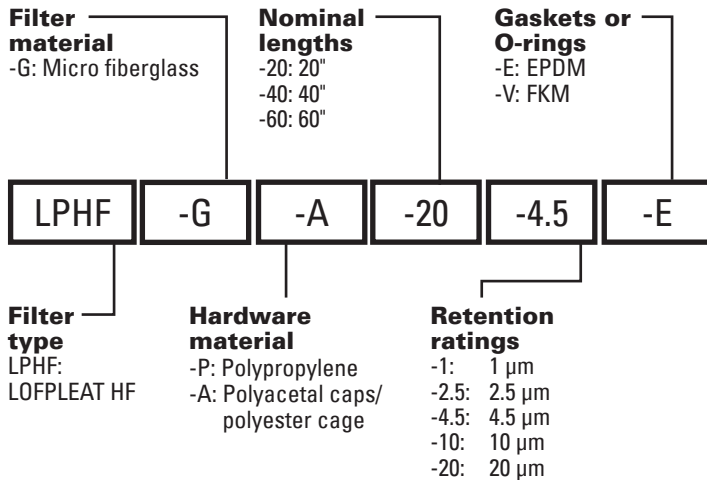 Filter
material
-G: Micro fiberglass
Nominal
lengths
-20: 20"
-40: 40"
-60: 60"
Gaskets or
O-rings
-E: EPDM
-V: FKM
LPHF -G -A -20 -4.5 -E
Filter
type
LPHF:
LOFPLEAT HF
Hardware
material
-P: Polypropylene
-A: Polyacetal caps/
polyester cage
Retention
ratings
-1: 1 µm
-2.5: 2.5 µm
-4.5: 4.5 µm
-10: 10 µm
-20: 20 µm